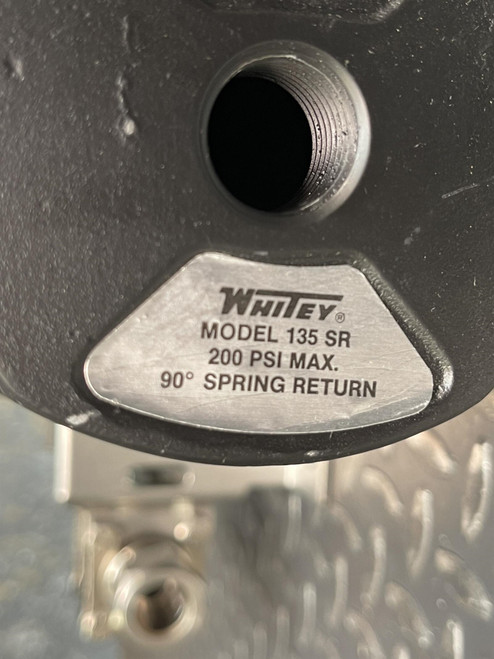 WHITEY®
MODEL 135 SR
200 PSI MAX.
90° SPRING RETURN